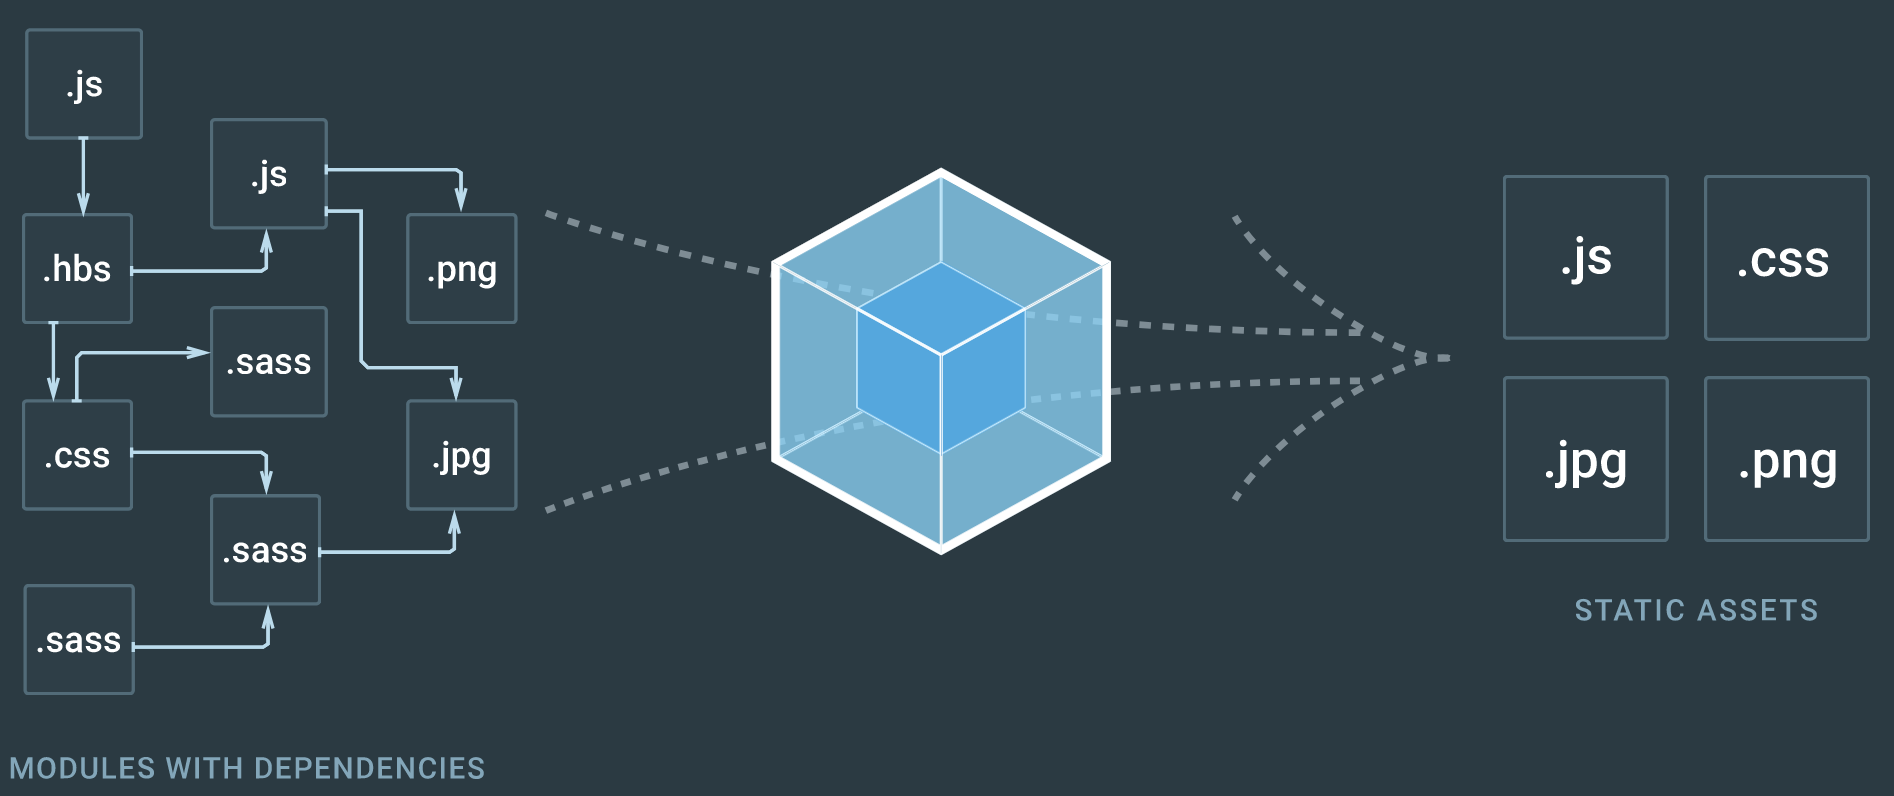 .js
.js
.hbs
.png
.sass
.css
.jpg
.sass
.sass
MODULES WITH DEPENDENCIES
.js
.css
.jpg
.png
STATIC ASSETS